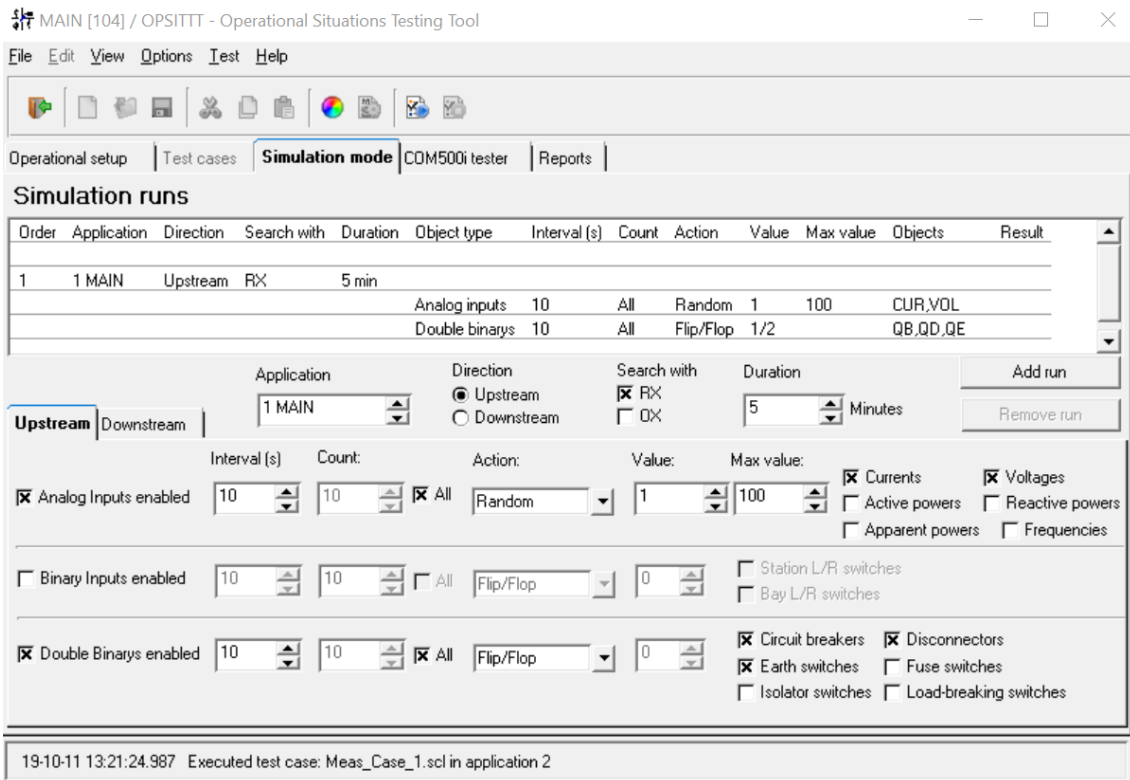 MAIN [104] / OPSITTT - Operational Situations Testing Tool
File Edit View Options Test Help
Operational setup Test cases Simulation mode COM500i tester Reports
Simulation runs
Order Application Direction Search with Duration Object type Interval (s) Count Action Value Max value Objects Result
1 1 MAIN Upstream RX 5 min
Analog inputs 10 All Random 1 100 CUR,VOL
Double binarys 10 All Flip/Flop 1/2 QB,QD,QE
Application Direction Search with Duration Add run
1 MAIN Upstream RX 5 Minutes
Downstream OX Remove run
Upstream Downstream
Interval (s) Count: Action: Value: Max value:
Analog Inputs enabled 10 10 All Random 1 100 Currents Voltages
Active powers Reactive powers
Apparent powers Frequencies
Binary Inputs enabled 10 10 All Flip/Flop 0 Station L/R switches
Bay L/R switches
Double Binarys enabled 10 10 All Flip/Flop 0 Circuit breakers Disconnectors
Earth switches Fuse switches
Isolator switches Load-breaking switches
19-10-11 13:21:24.987 Executed test case: Meas_Case_1.scl in application 2